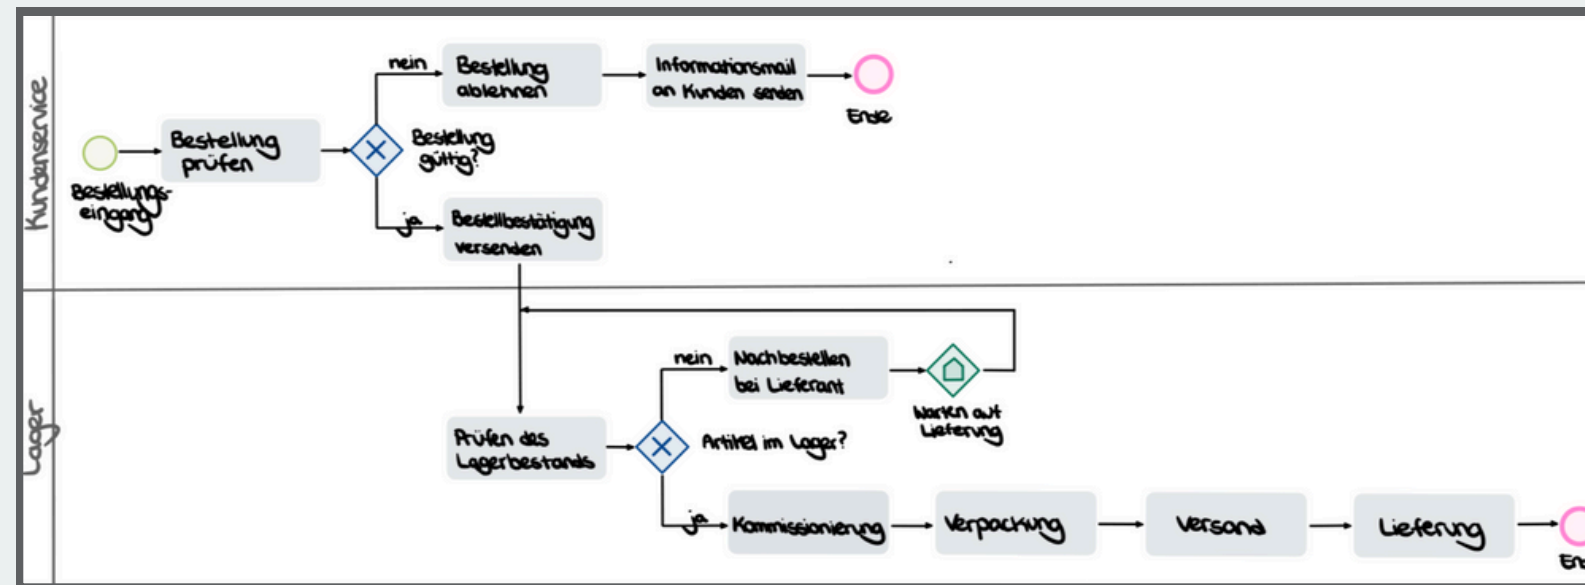 Kundenservice
Bestellungs-
eingang
Bestellung
prüfen
Bestellung
gültig?
nein
Bestellung
ablehnen
Informationsmail
an Kunden senden
Ende
ja
Bestellbestätigung
versenden
Lager
Prüfen des
Lagerbestands
Artikel im Lager?
nein
Nachbestellen
bei Lieferant
Warten auf
Lieferung
ja
Kommissionierung
Verpackung
Versand
Lieferung